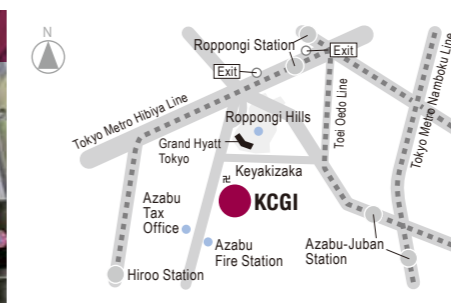 N
Roppongi Station
Exit
Exit
Tokyo Metro Hibiya Line
Toei Oedo Line
Tokyo Metro Namboku Line
Roppongi Hills
Grand Hyatt
Tokyo
Keyakizaka
卍
KCGI
Azabu
Tax
Office
Azabu
Fire Station
Azabu-Juban
Station
Hiroo Station